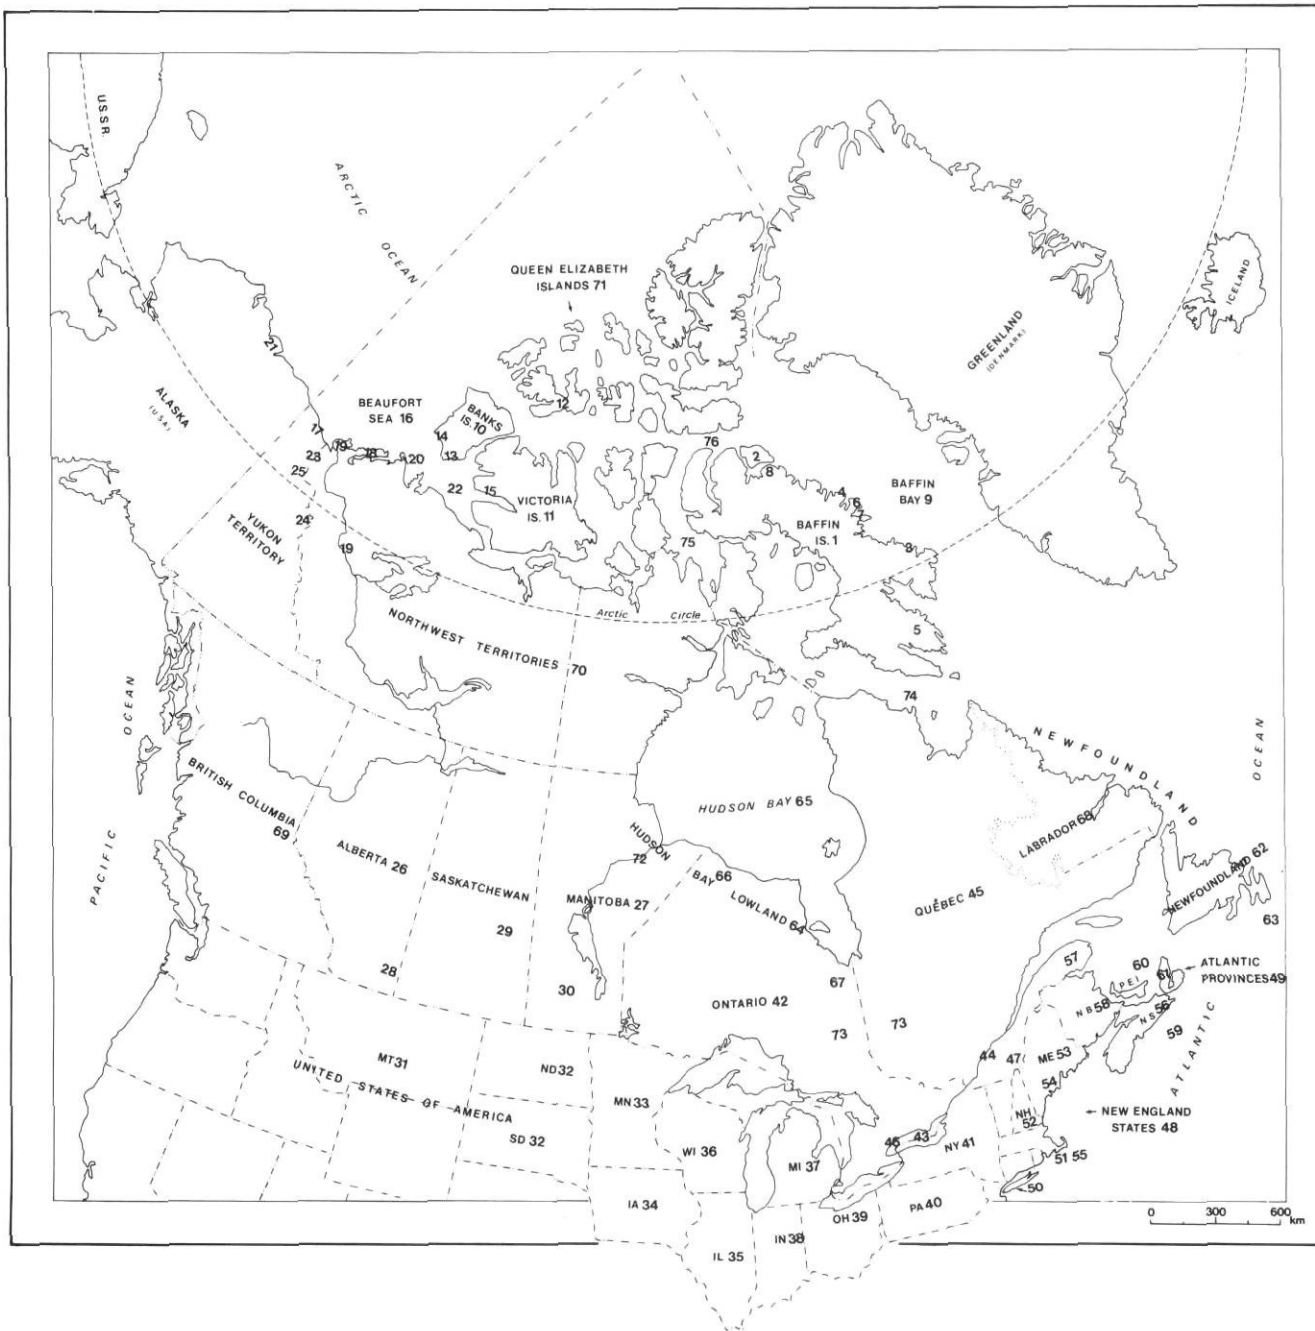 U.S.S.R.
ARCTIC OCEAN
QUEEN ELIZABETH
ISLANDS 71
GREENLAND
(DENMARK)
ICELAND
21
ALASKA
(U.S.A.)
BEAUFORT
SEA 16
BANKS
IS. 10
12
14
13
17
79
18
20
23
25
22
15
VICTORIA
IS. 11
76
2
8
4
6
7
BAFFIN
BAY 9
BAFFIN
IS. 1
3
75
24
YUKON
TERRITORY
19
Arctic Circle
5
NORTHWEST TERRITORIES 70
74
NEWFOUNDLAND
OCEAN
PACIFIC OCEAN
BRITISH COLUMBIA
69
ALBERTA 26
SASKATCHEWAN
29
28
MANITOBA 27
30
HUDSON BAY 65
HUDSON
72
BAY 66
LOWLAND 64
LABRADOR 68
QUÉBEC 45
NEWFOUNDLAND 62
63
57
60
61
ATLANTIC
PROVINCES 49
PEI
NB 58
NS 56
59
ATLANTIC
67
ONTARIO 42
73
73
44
47
ME 53
54
MT 31
UNITED STATES OF AMERICA
ND 32
MN 33
SD 32
WI 36
MI 37
46
43
NY 41
NH
52
NEW ENGLAND
STATES 48
51 55
50
IA 34
IL 35
IN 38
OH 39
PA 40
0 300 600
km